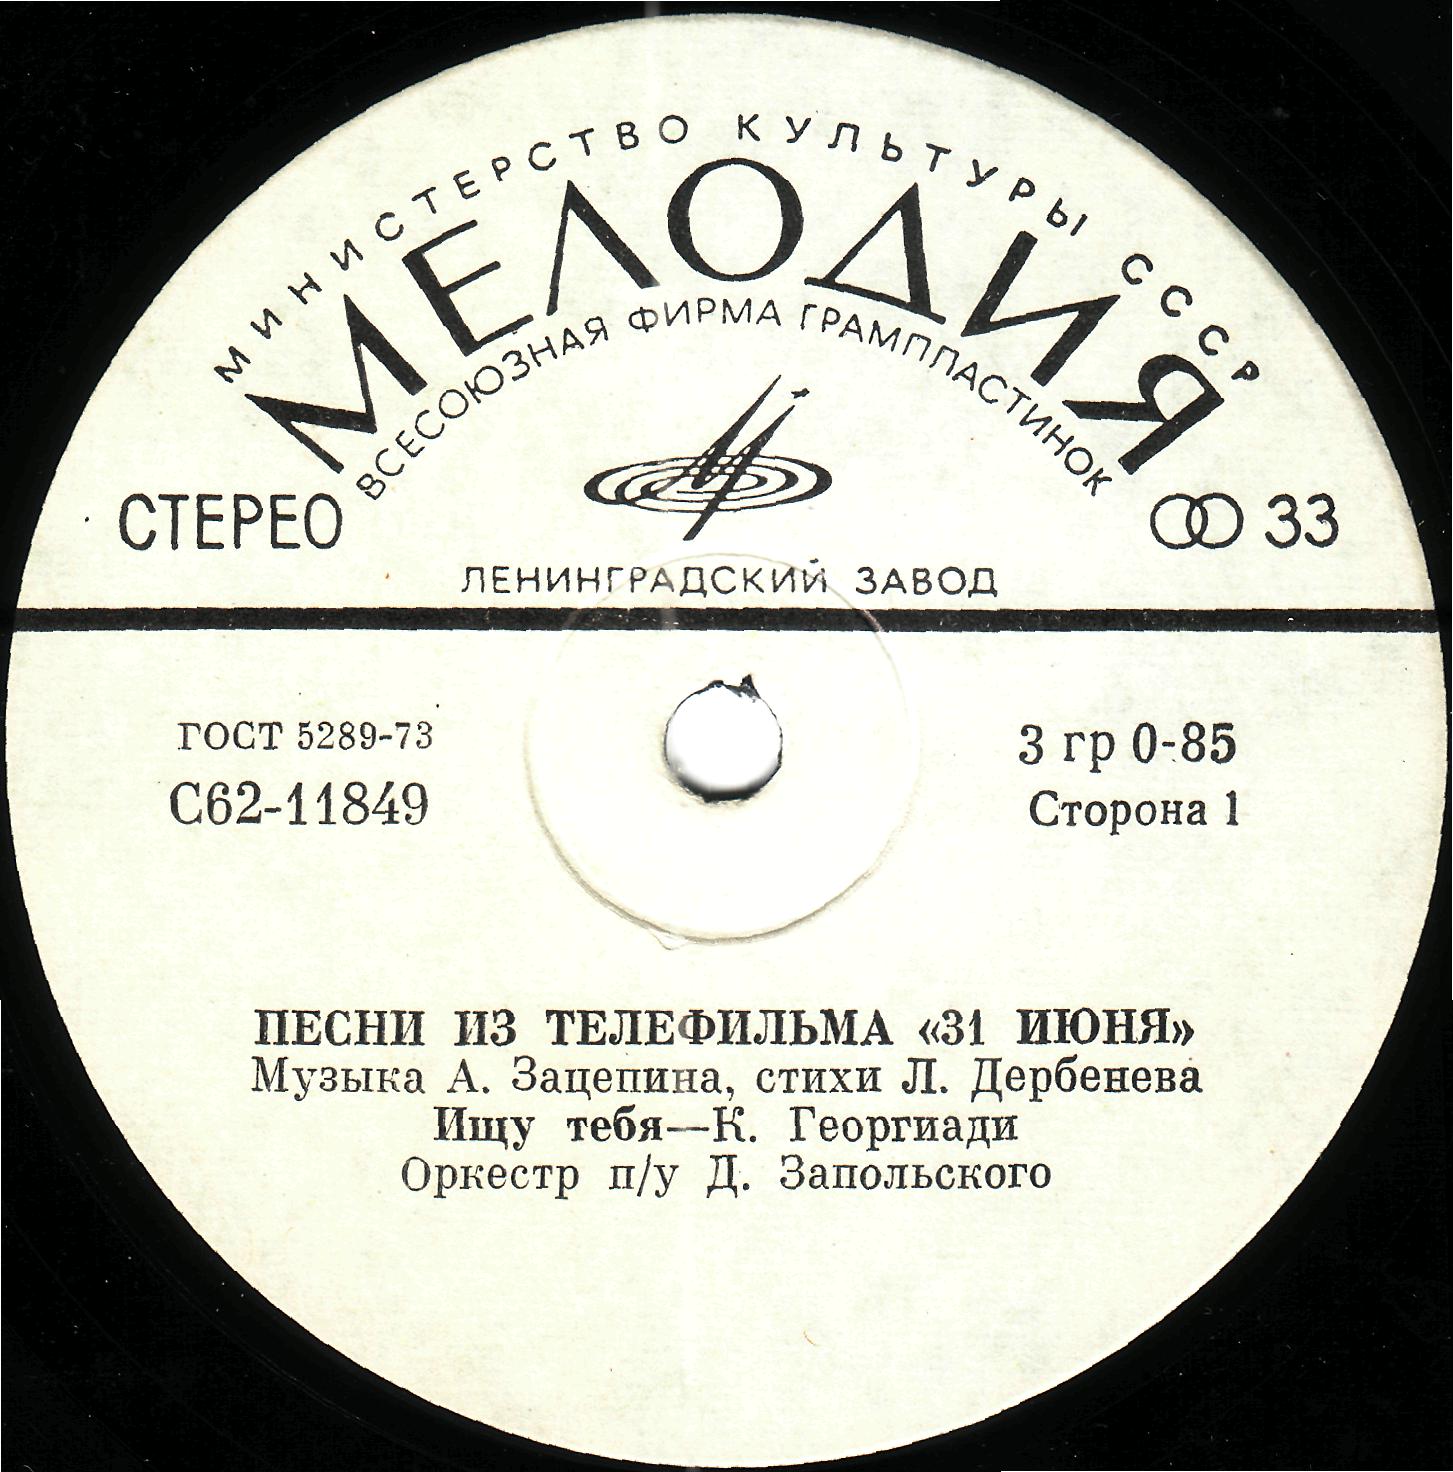 МИНИСТЕРСТВО КУЛЬТУРЫ СССР
МЕЛОДИЯ
ВСЕСОЮЗНАЯ ФИРМА ГРАМПЛАСТИНОК
СТЕРЕО
33
ЛЕНИНГРАДСКИЙ ЗАВОД
ГОСТ 5289-73
С62-11849
3 гр 0-85
Сторона 1
ПЕСНИ ИЗ ТЕЛЕФИЛЬМА «31 ИЮНЯ»
Музыка А. Зацепина, стихи Л. Дербенева
Ищу тебя—К. Георгиади
Оркестр п/у Д. Запольского